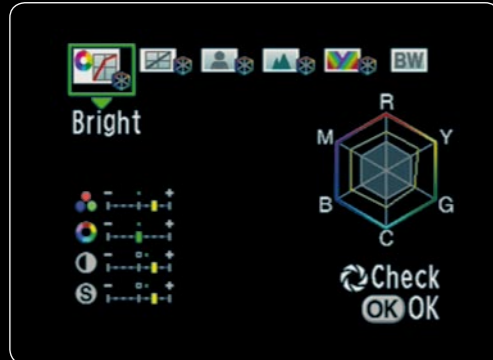 BW
Bright
R
M Y
B G
C
- +
- +
- +
S - +
Check
OK OK